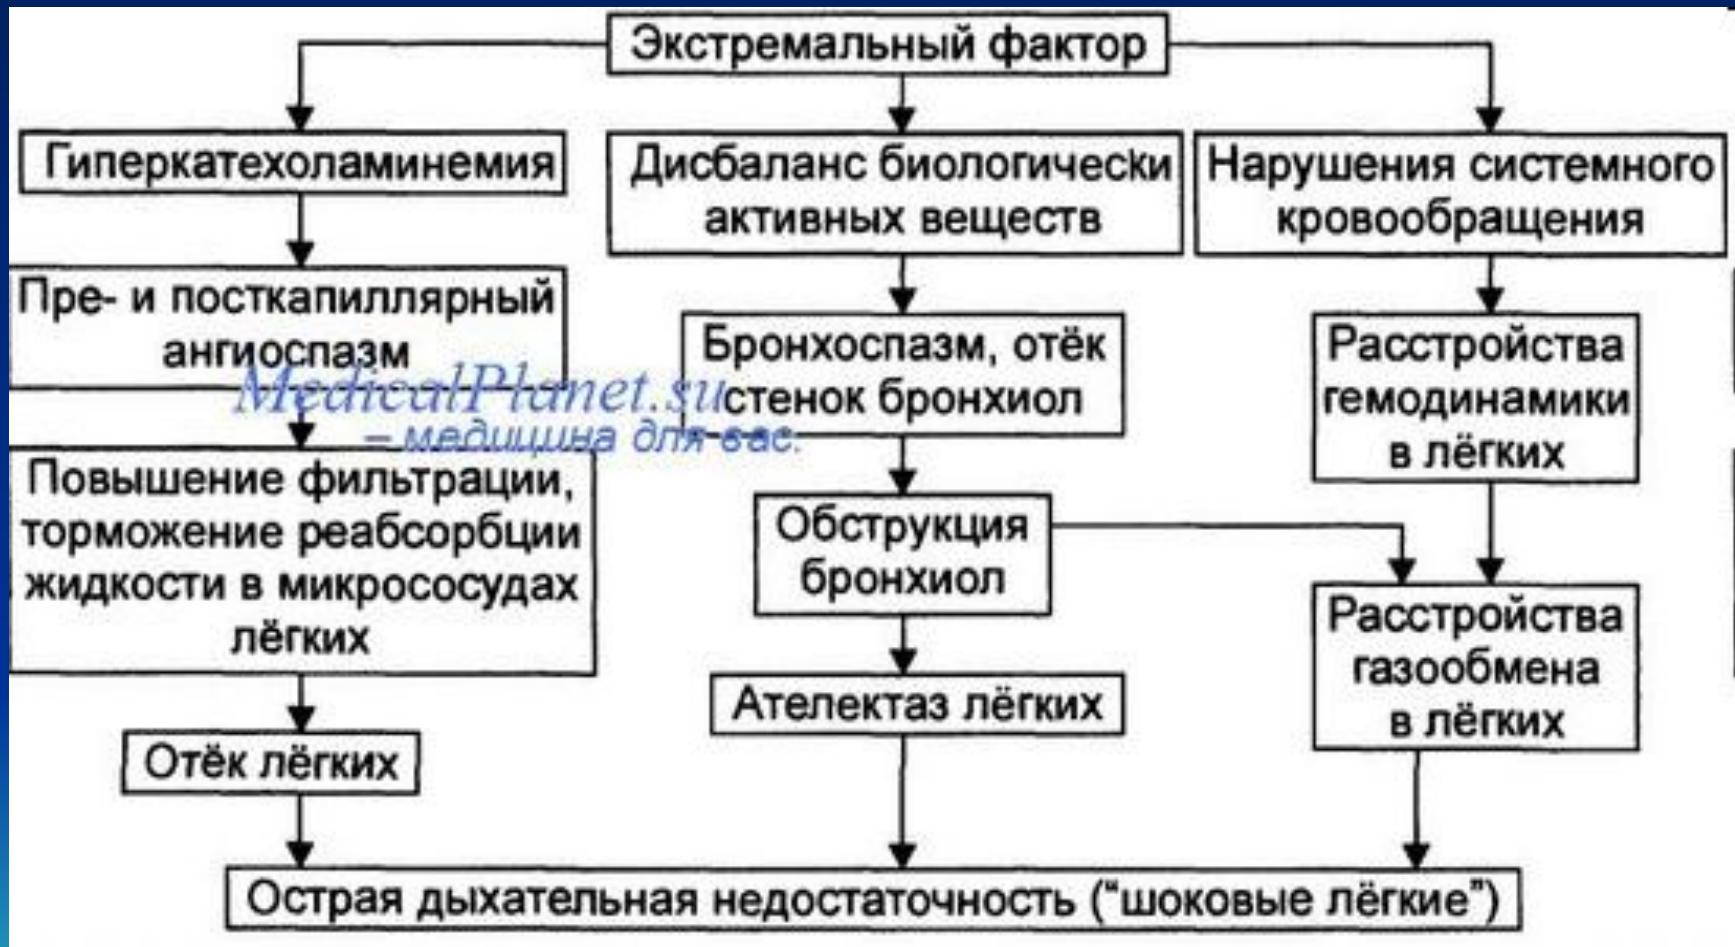 Экстремальный фактор
Гиперкатехоламинемия
Дисбаланс биологически
активных веществ
Нарушения системного
кровообращения
Пре- и посткапиллярный
ангиоспазм
Бронхоспазм, отёк
стенок бронхиол
Расстройства
гемодинамики
в лёгких
MedicalPlanet.su
– медицина для вас.
Повышение фильтрации,
торможение реабсорбции
жидкости в микрососудах
лёгких
Обструкция
бронхиол
Расстройства
газообмена
в лёгких
Ателектаз лёгких
Отёк лёгких
Острая дыхательная недостаточность (“шоковые лёгкие”)